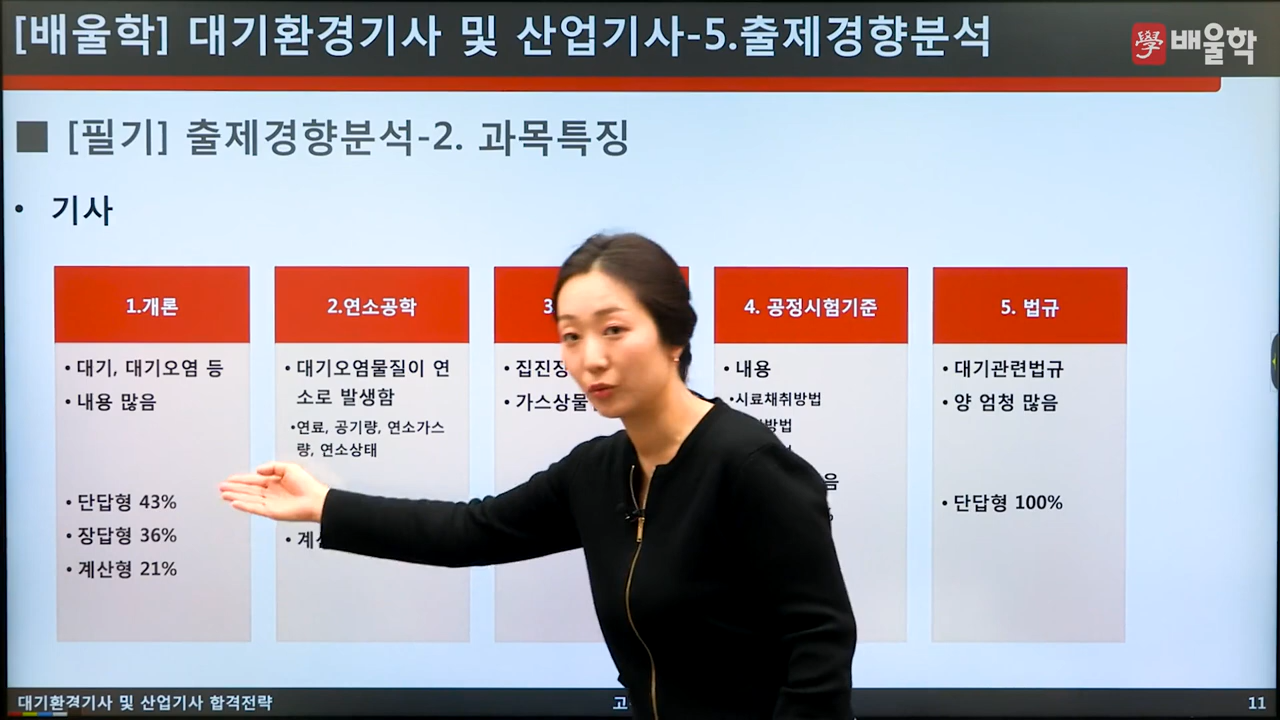 [배울학] 대기환경기사 및 산업기사-5.출제경향분석
學 배울학
■ [필기] 출제경향분석-2. 과목특징
• 기사
1.개론
• 대기, 대기오염 등
• 내용 많음
• 단답형 43%
• 장답형 36%
• 계산형 21%
2.연소공학
• 대기오염물질이 연
소로 발생함
•연료, 공기량, 연소가스
량, 연소상태
3
4. 공정시험기준
• 내용
•시료채취방법
방법
5. 법규
• 대기관련법규
• 양 엄청 많음
• 단답형 100%
대기환경기사 및 산업기사 합격전략
11